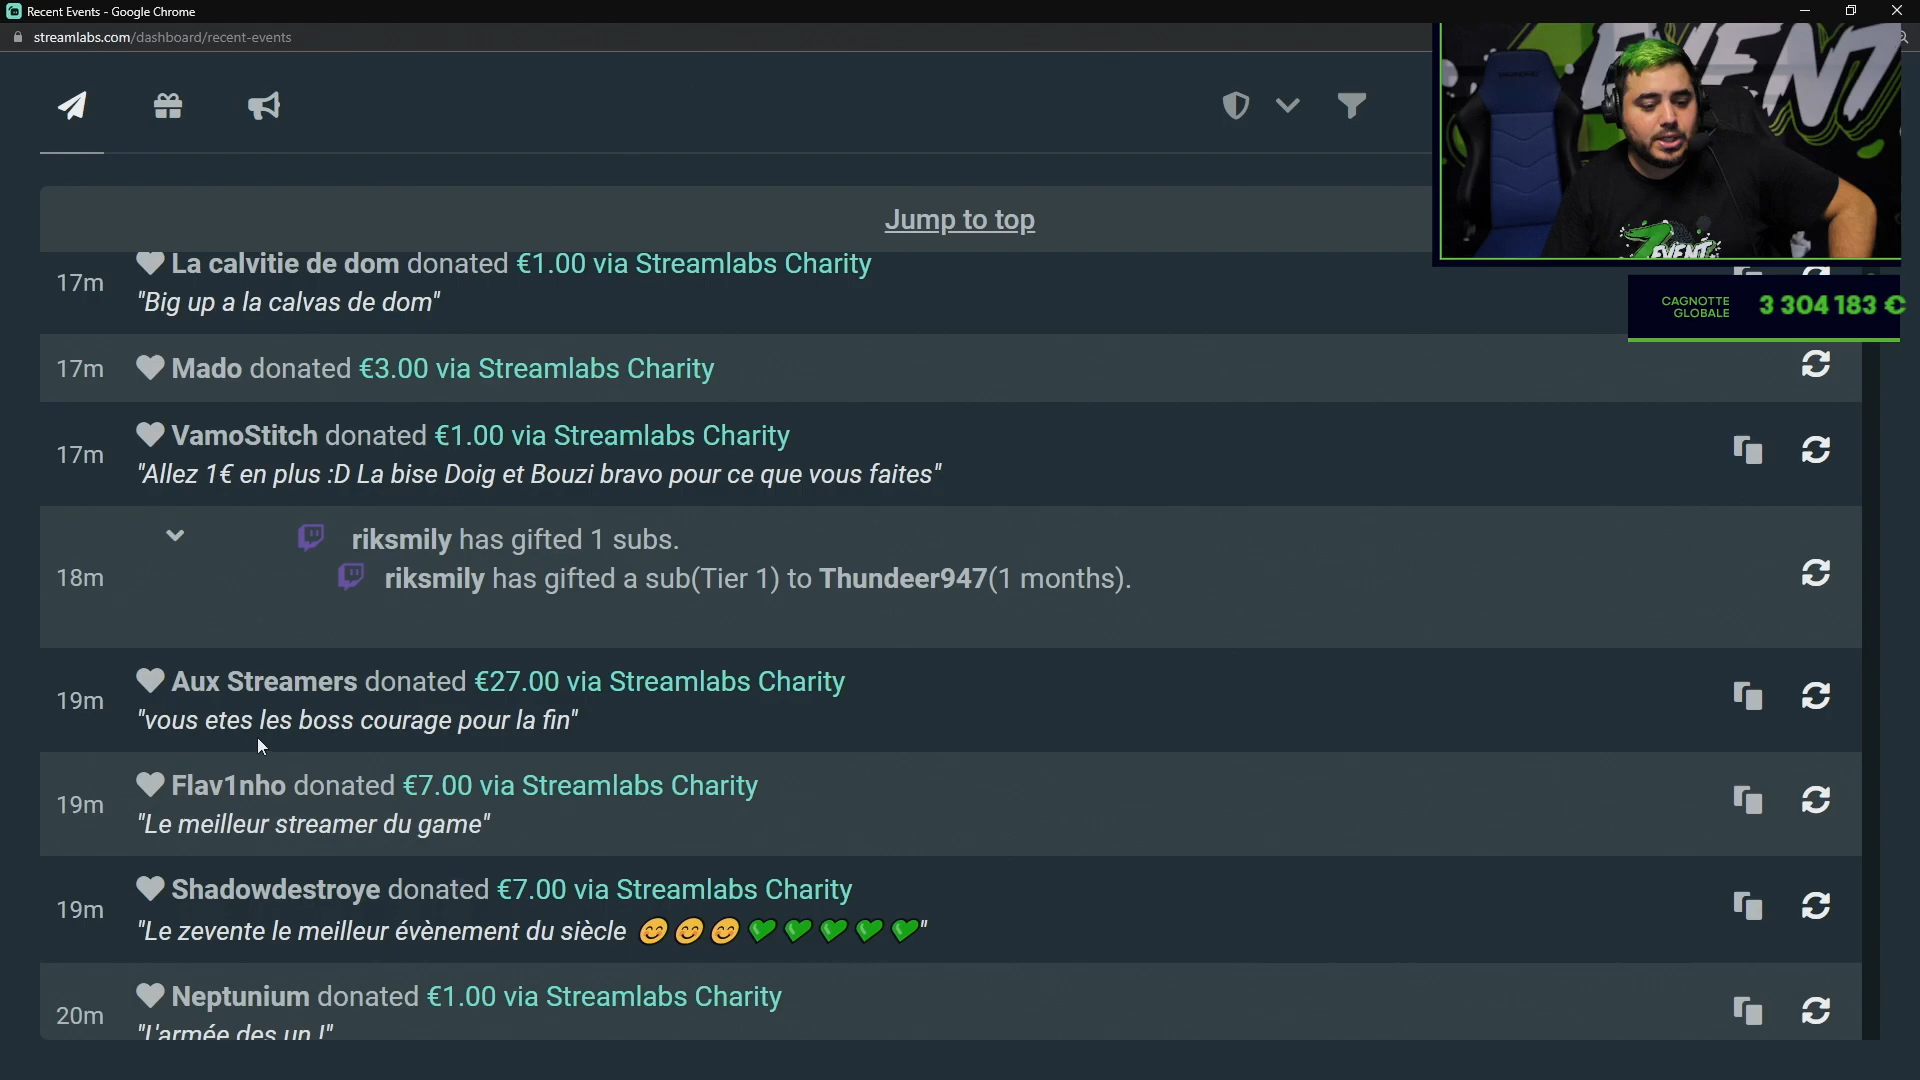 Recent Events - Google Chrome
streamlabs.com/dashboard/recent-events
ZEVENT
Jump to top
17m
La calvitie de dom donated €1.00 via Streamlabs Charity
"Big up a la calvas de dom"
CAGNOTTE
GLOBALE
3 304 183 €
17m
Mado donated €3.00 via Streamlabs Charity
17m
VamoStitch donated €1.00 via Streamlabs Charity
"Allez 1€ en plus :D La bise Doig et Bouzi bravo pour ce que vous faites"
18m
riksmily has gifted 1 subs.
riksmily has gifted a sub(Tier 1) to Thundeer947(1 months).
19m
Aux Streamers donated €27.00 via Streamlabs Charity
"vous etes les boss courage pour la fin"
19m
Flav1nho donated €7.00 via Streamlabs Charity
"Le meilleur streamer du game"
19m
Shadowdestroye donated €7.00 via Streamlabs Charity
"Le zevente le meilleur évènement du siècle 😊😊😊💚💚💚💚💚"
20m
Neptunium donated €1.00 via Streamlabs Charity
"L'armée des un !"